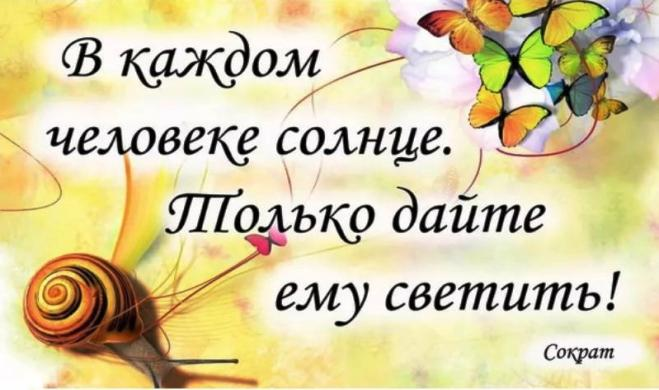 В каждом
человеке солнце.
Только дайте
ему светить!
Сократ